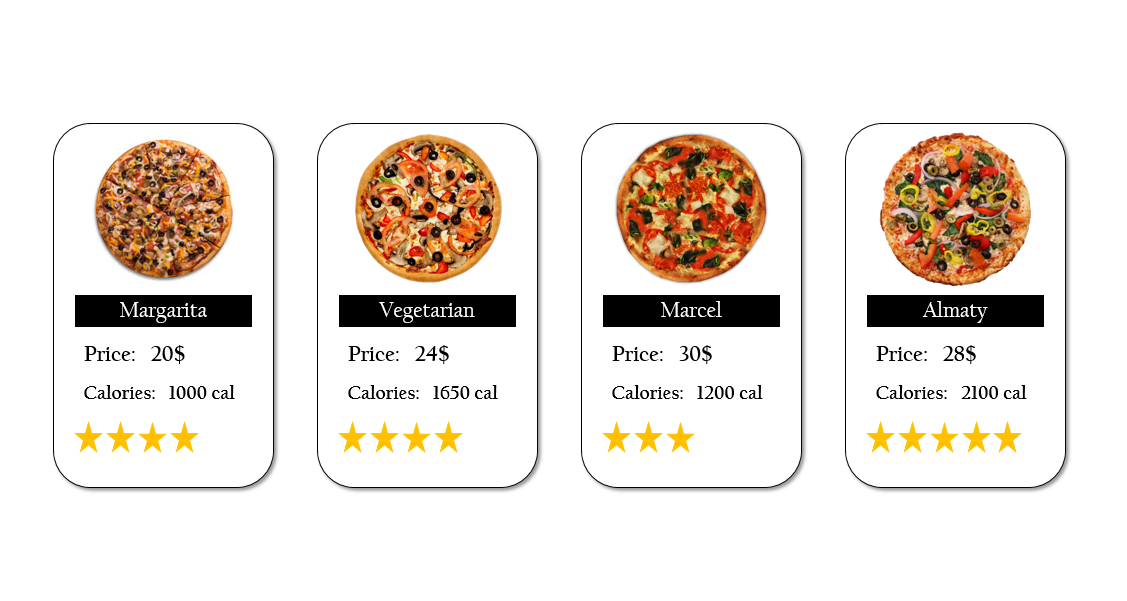 Margarita
Price: 20$
Calories: 1000 cal
Vegetarian
Price: 24$
Calories: 1650 cal
Marcel
Price: 30$
Calories: 1200 cal
Almaty
Price: 28$
Calories: 2100 cal